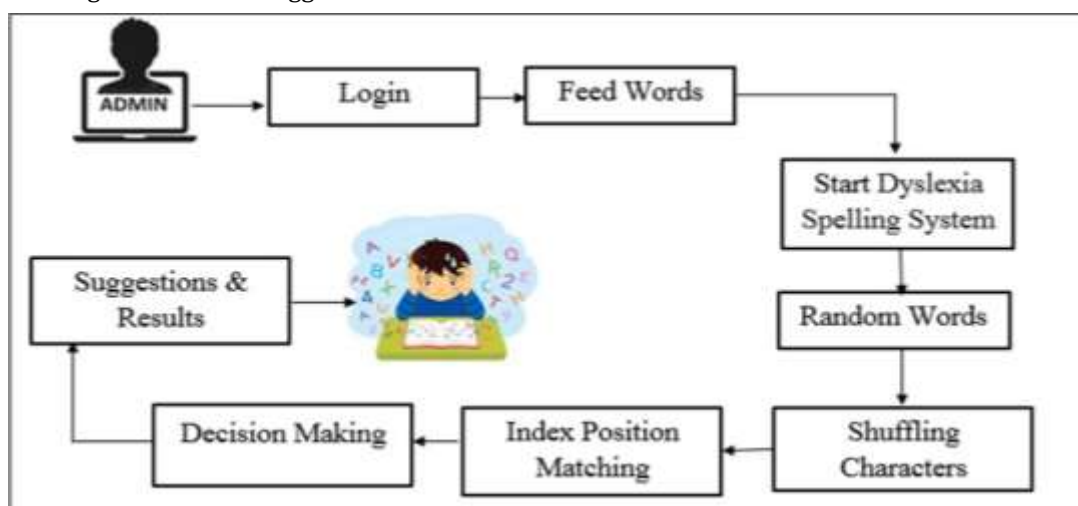 ADMIN
Login
Feed Words
Start Dyslexia
Spelling System
Random Words
Shuffling
Characters
Index Position
Matching
Decision Making
Suggestions &
Results